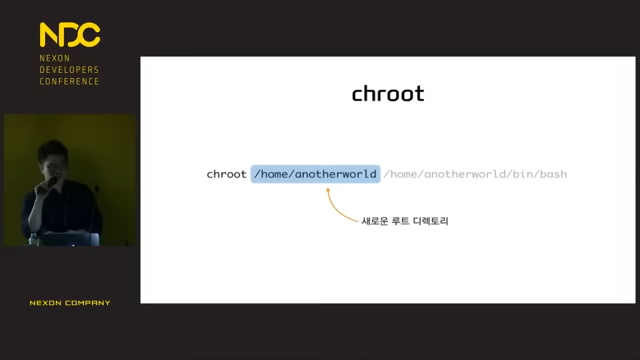 NDC
NEXON
DEVELOPERS
CONFERENCE
chroot
chroot /home/anotherworld /home/anotherworld/bin/bash
새로운 루트 디렉토리
NEXON COMPANY